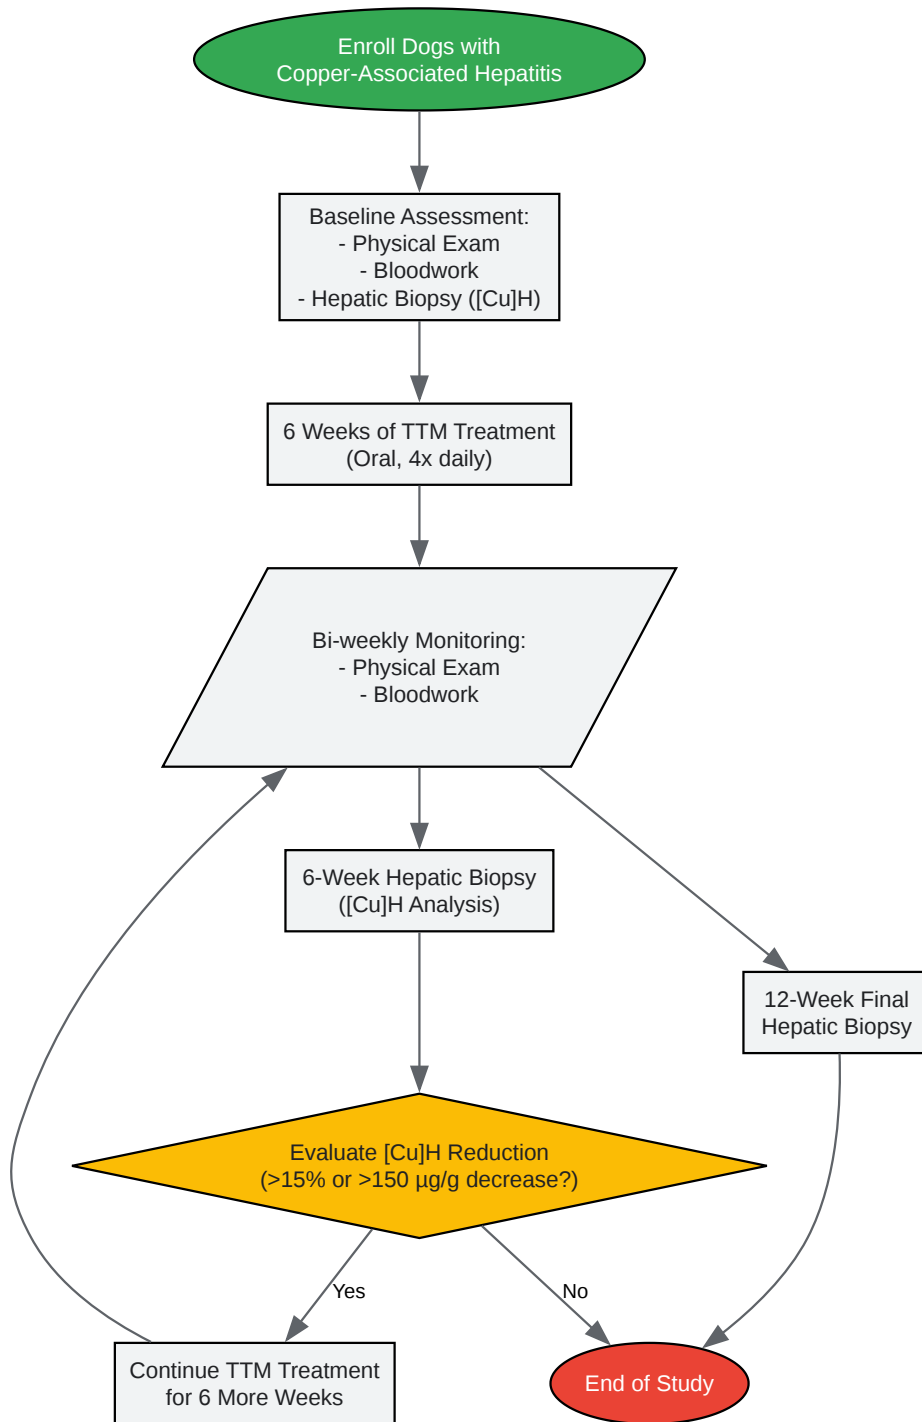 Enroll Dogs with
Copper-Associated Hepatitis
Baseline Assessment:
- Physical Exam
- Bloodwork
- Hepatic Biopsy ([Cu]H)
6 Weeks of TTM Treatment
(Oral, 4x daily)
Bi-weekly Monitoring:
- Physical Exam
- Bloodwork
6-Week Hepatic Biopsy
([Cu]H Analysis)
12-Week Final
Hepatic Biopsy
Evaluate [Cu]H Reduction
(>15% or >150 µg/g decrease?)
Yes
No
Continue TTM Treatment
for 6 More Weeks
End of Study